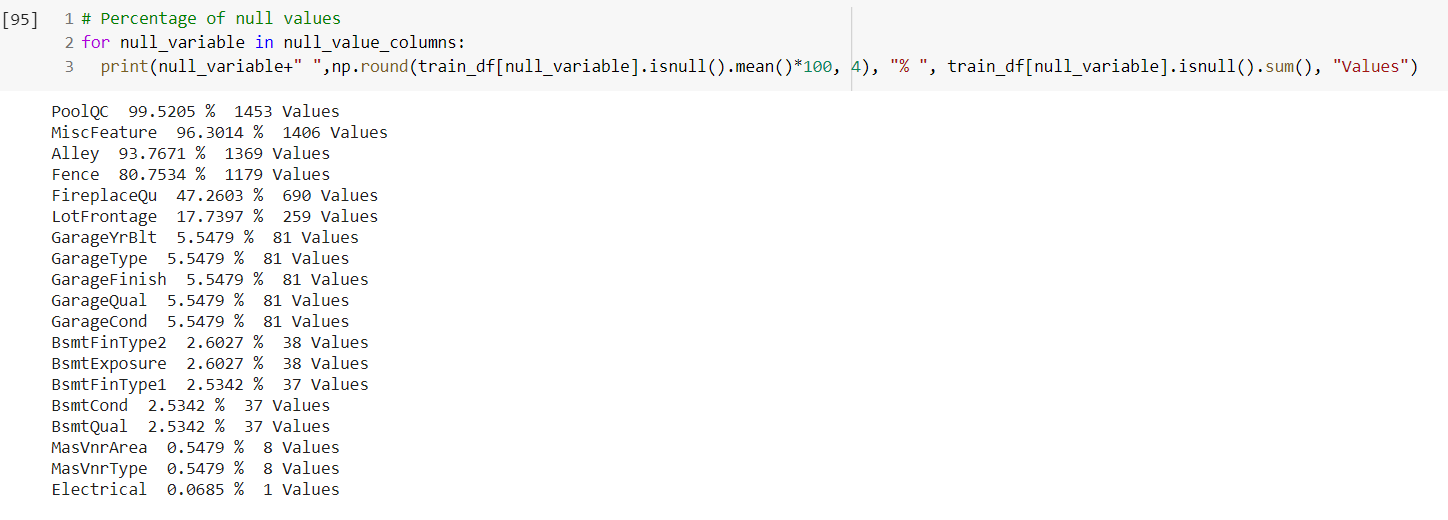 [95] 1 # Percentage of null values
2 for null_variable in null_value_columns:
3 print(null_variable+" ",np.round(train_df[null_variable].isnull().mean()*100, 4), "% ", train_df[null_variable].isnull().sum(), "Values")
PoolQC 99.5205 % 1453 Values
MiscFeature 96.3014 % 1406 Values
Alley 93.7671 % 1369 Values
Fence 80.7534 % 1179 Values
FireplaceQu 47.2603 % 690 Values
LotFrontage 17.7397 % 259 Values
GarageYrBlt 5.5479 % 81 Values
GarageType 5.5479 % 81 Values
GarageFinish 5.5479 % 81 Values
GarageQual 5.5479 % 81 Values
GarageCond 5.5479 % 81 Values
BsmtFinType2 2.6027 % 38 Values
BsmtExposure 2.6027 % 38 Values
BsmtFinType1 2.5342 % 37 Values
BsmtCond 2.5342 % 37 Values
BsmtQual 2.5342 % 37 Values
MasVnrArea 0.5479 % 8 Values
MasVnrType 0.5479 % 8 Values
Electrical 0.0685 % 1 Values